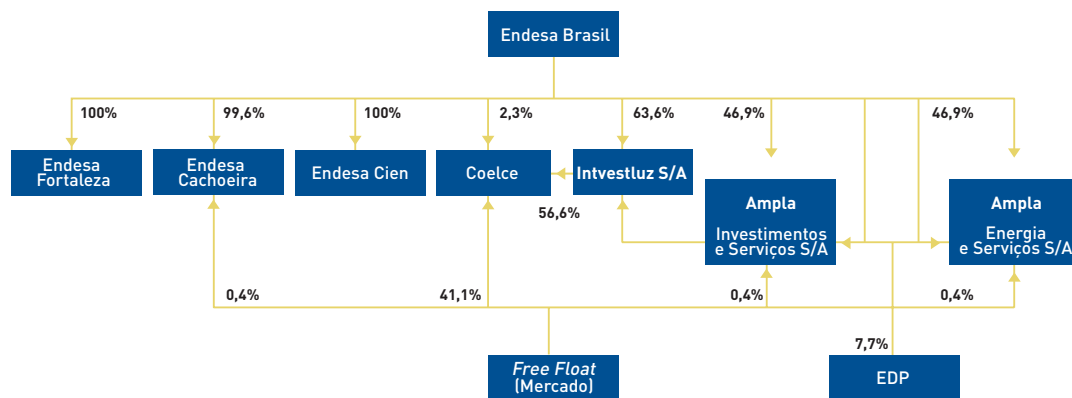 Endesa Brasil
100%
99,6%
100%
2,3%
63,6%
46,9%
46,9%
Endesa
Fortaleza
Endesa
Cachoeira
Endesa Cien
Coelce
Intvestluz S/A
56,6%
Ampla
Investimentos
e Serviços S/A
Ampla
Energia
e Serviços S/A
0,4%
41,1%
0,4%
0,4%
7,7%
Free Float
(Mercado)
EDP